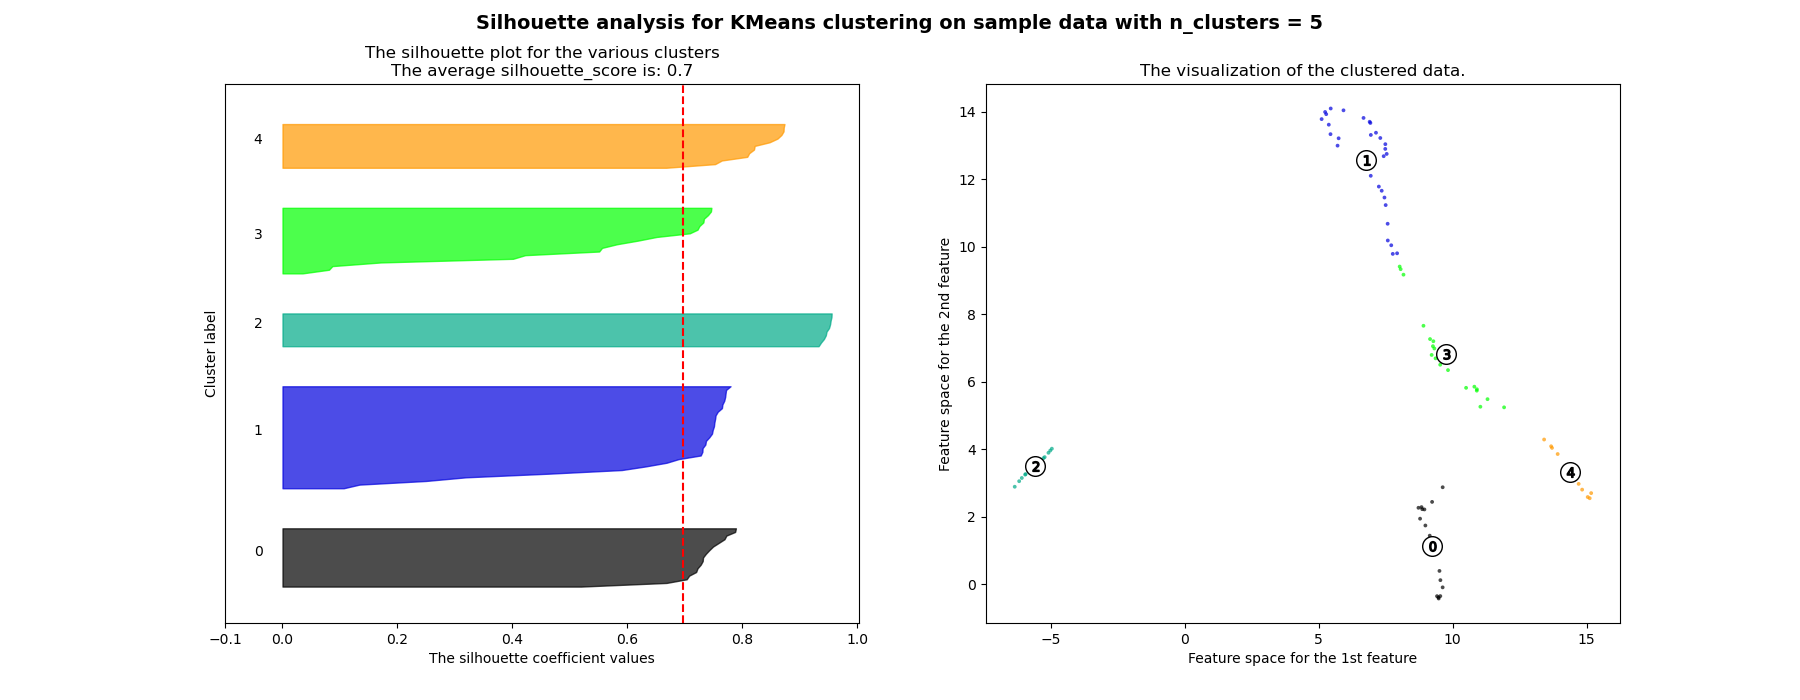 Silhouette analysis for KMeans clustering on sample data with n_clusters = 5
The silhouette plot for the various clusters
The average silhouette_score is: 0.7
Cluster label
4
3
2
1
0
−0.1 0.0 0.2 0.4 0.6 0.8 1.0
The silhouette coefficient values
The visualization of the clustered data.
Feature space for the 2nd feature
14
12
10
8
6
4
2
0
1
3
2
4
0
−5 0 5 10 15
Feature space for the 1st feature